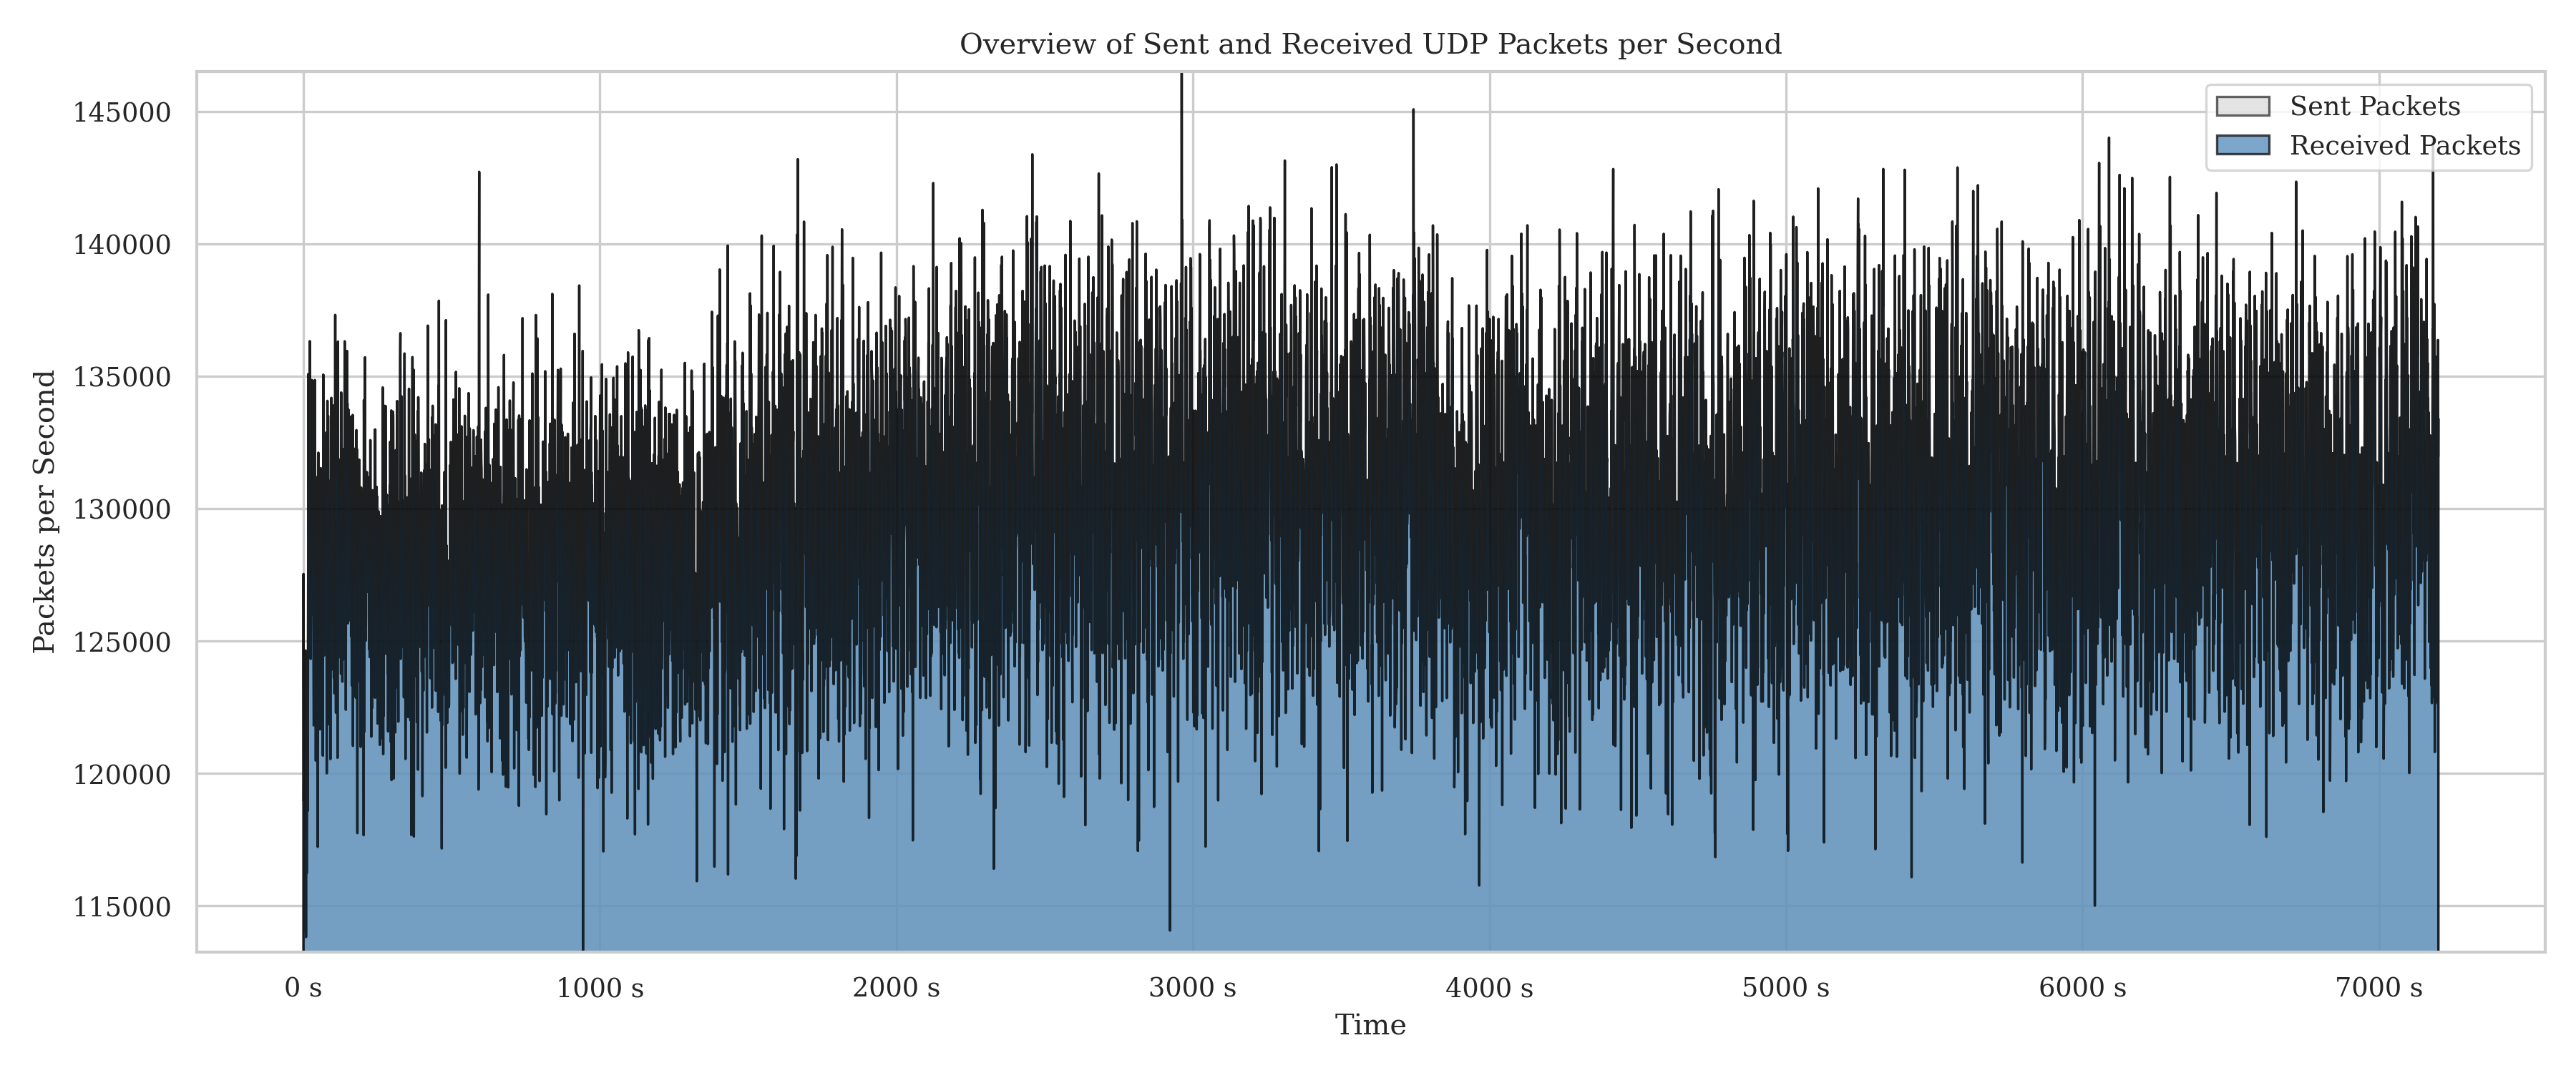 Overview of Sent and Received UDP Packets per Second
Sent Packets
Received Packets
Packets per Second
145000
140000
135000
130000
125000
120000
115000
0 s
1000 s
2000 s
3000 s
4000 s
5000 s
6000 s
7000 s
Time